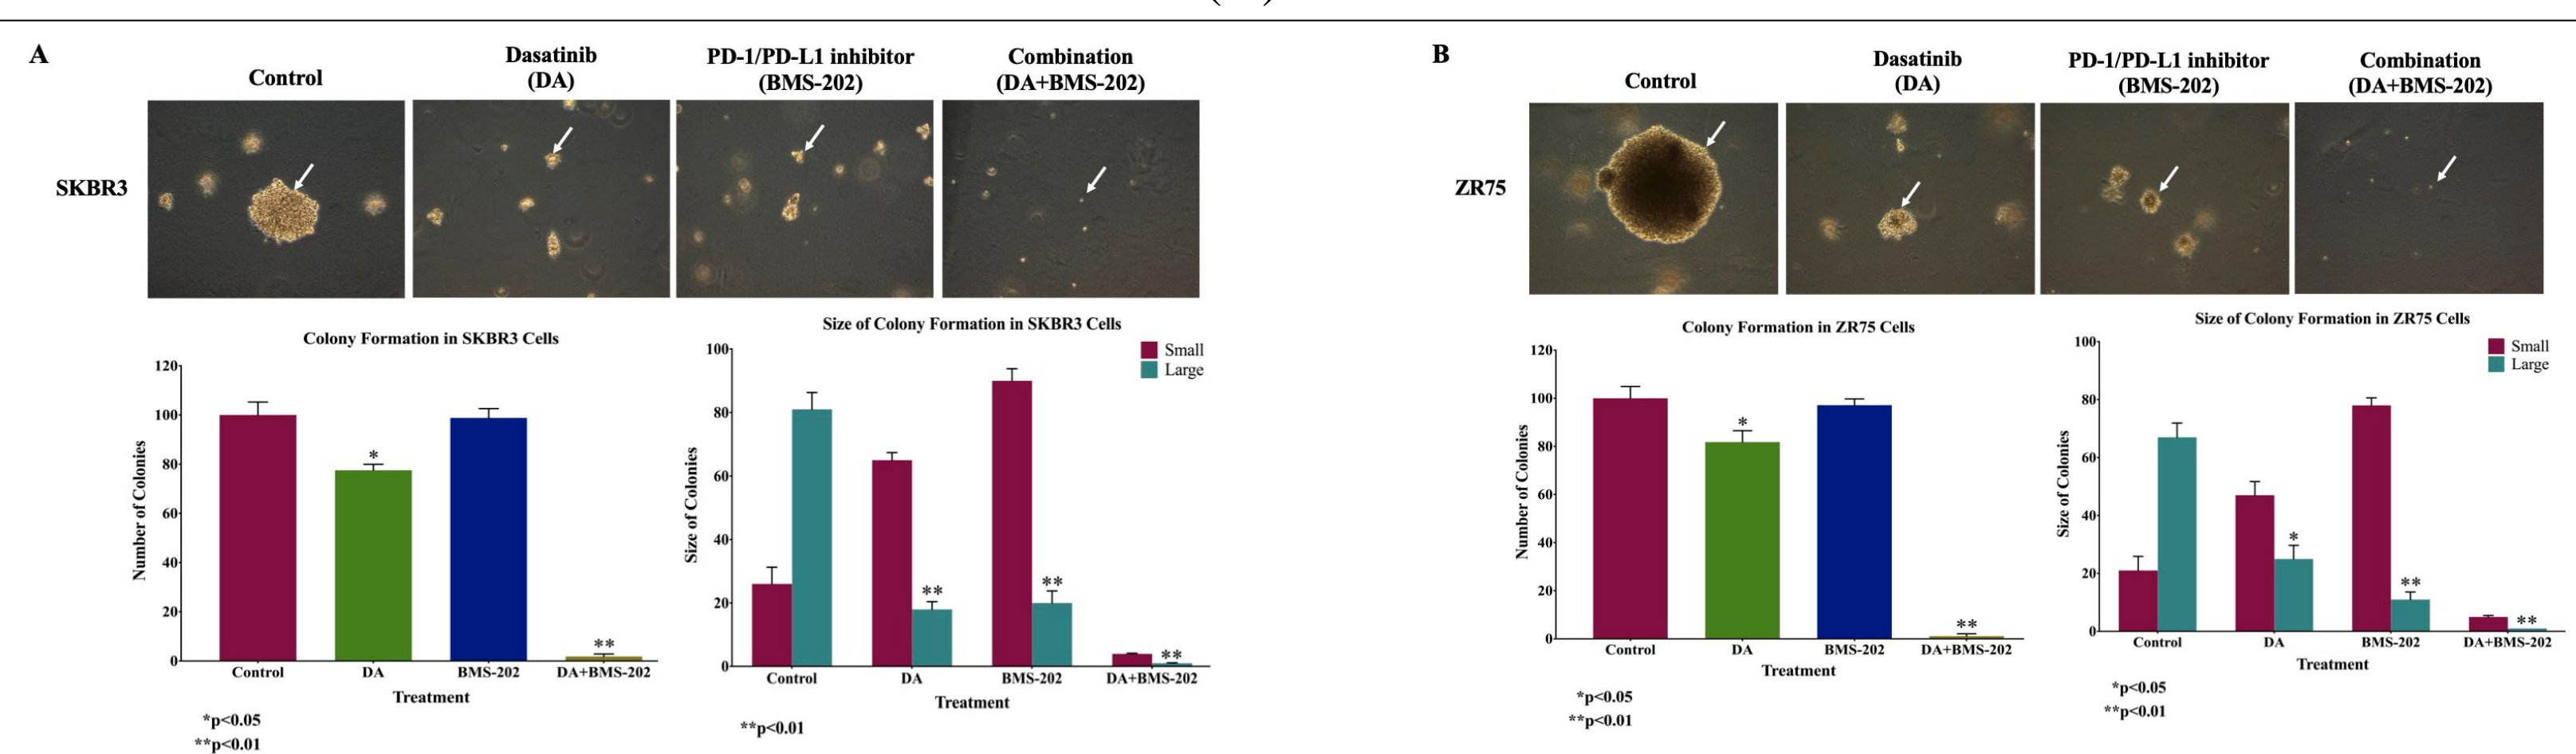 A
Control
Dasatinib
(DA)
PD-1/PD-L1 inhibitor
(BMS-202)
Combination
(DA+BMS-202)
SKBR3
Colony Formation in SKBR3 Cells
Number of Colonies
120
100
80
60
40
20
0
*
**
Control
DA
BMS-202
DA+BMS-202
Treatment
*p<0.05
**p<0.01
Size of Colony Formation in SKBR3 Cells
Small
Large
Size of Colonies
100
80
60
40
20
0
**
**
**
Control
DA
BMS-202
DA+BMS-202
Treatment
**p<0.01
B
Control
Dasatinib
(DA)
PD-1/PD-L1 inhibitor
(BMS-202)
Combination
(DA+BMS-202)
ZR75
Colony Formation in ZR75 Cells
Number of Colonies
120
100
80
60
40
20
0
*
**
Control
DA
BMS-202
DA+BMS-202
Treatment
*p<0.05
**p<0.01
Size of Colony Formation in ZR75 Cells
Small
Large
Size of Colonies
100
80
60
40
20
0
*
**
**
Control
DA
BMS-202
DA+BMS-202
Treatment
*p<0.05
**p<0.01